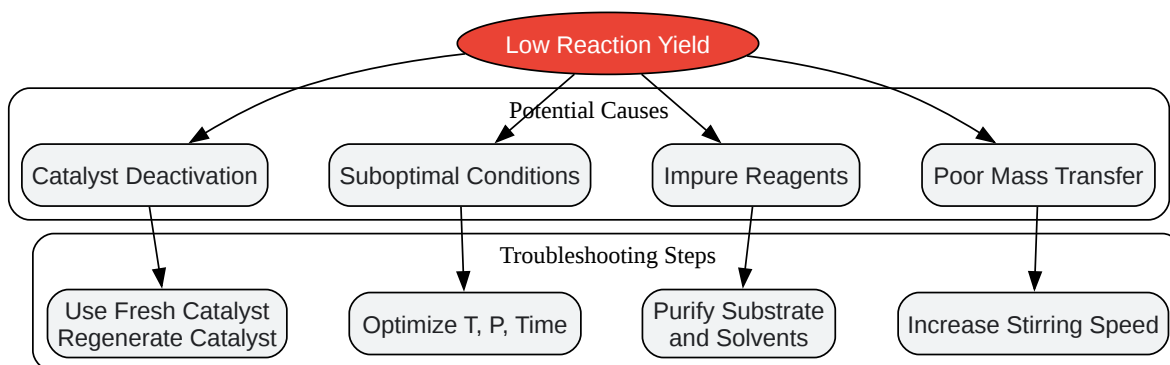 Low Reaction Yield
Potential Causes
Catalyst Deactivation
Suboptimal Conditions
Impure Reagents
Poor Mass Transfer
Troubleshooting Steps
Use Fresh Catalyst
Regenerate Catalyst
Optimize T, P, Time
Purify Substrate
and Solvents
Increase Stirring Speed